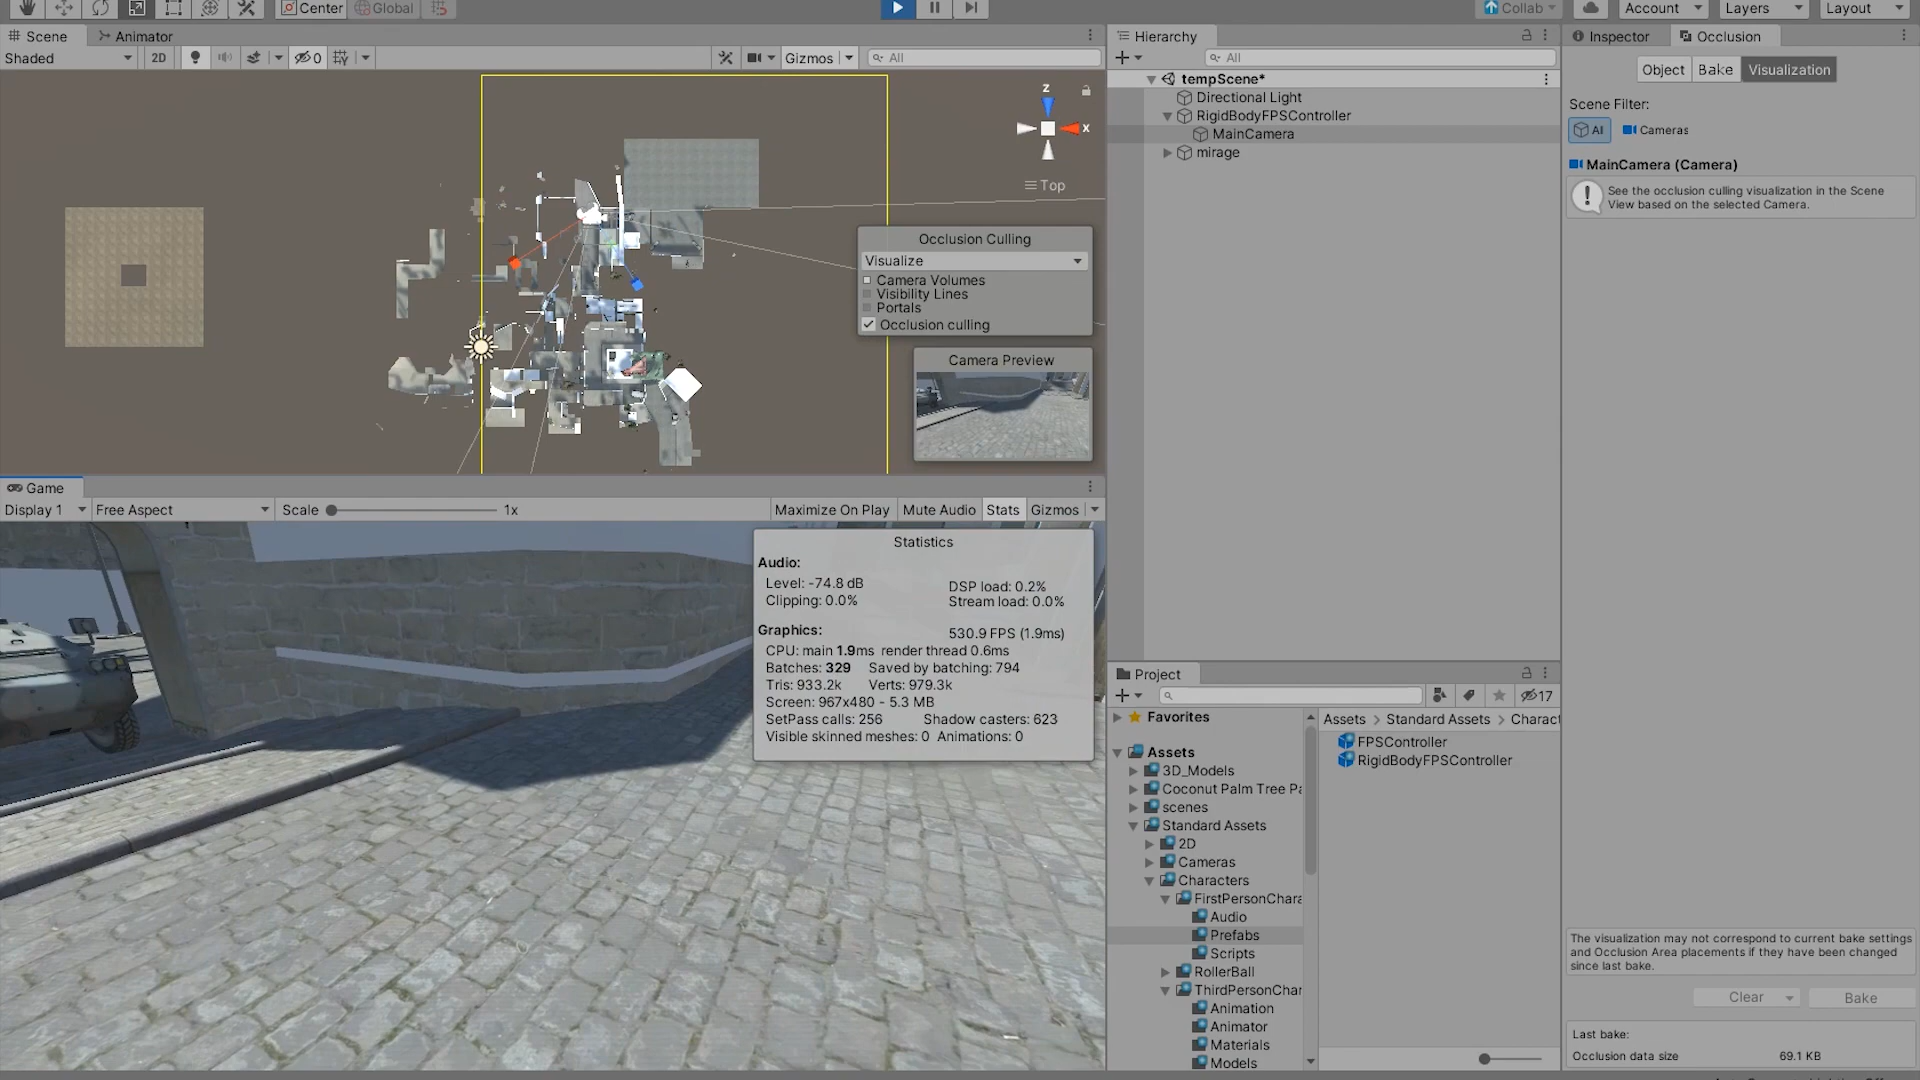 Center
Global
Collab
Account
Layers
Layout
Scene
Animator
Shaded
2D
0
Gizmos
All
z
x
Top
Occlusion Culling
Visualize
Camera Volumes
Visibility Lines
Portals
Occlusion culling
Camera Preview
Game
Display 1
Free Aspect
Scale
1x
Maximize On Play
Mute Audio
Stats
Gizmos
Statistics
Audio:
Level: -74.8 dB
DSP load: 0.2%
Clipping: 0.0%
Stream load: 0.0%
Graphics:
530.9 FPS (1.9ms)
CPU: main 1.9ms render thread 0.6ms
Batches: 329 Saved by batching: 794
Tris: 933.2k Verts: 979.3k
Screen: 967x480 - 5.3 MB
SetPass calls: 256 Shadow casters: 623
Visible skinned meshes: 0 Animations: 0
Hierarchy
All
tempScene*
Directional Light
RigidBodyFPSController
MainCamera
mirage
Project
17
Favorites
Assets
3D_Models
Coconut Palm Tree Pa
scenes
Standard Assets
2D
Cameras
Characters
FirstPersonChara
Audio
Prefabs
Scripts
RollerBall
ThirdPersonChar
Animation
Animator
Materials
Models
Assets > Standard Assets > Charact
FPSController
RigidBodyFPSController
Inspector
Occlusion
Object
Bake
Visualization
Scene Filter:
Al
Cameras
MainCamera (Camera)
See the occlusion culling visualization in the Scene
View based on the selected Camera.
The visualization may not correspond to current bake settings
and Occlusion Area placements if they have been changed
since last bake.
Clear
Bake
Last bake:
Occlusion data size
69.1 KB